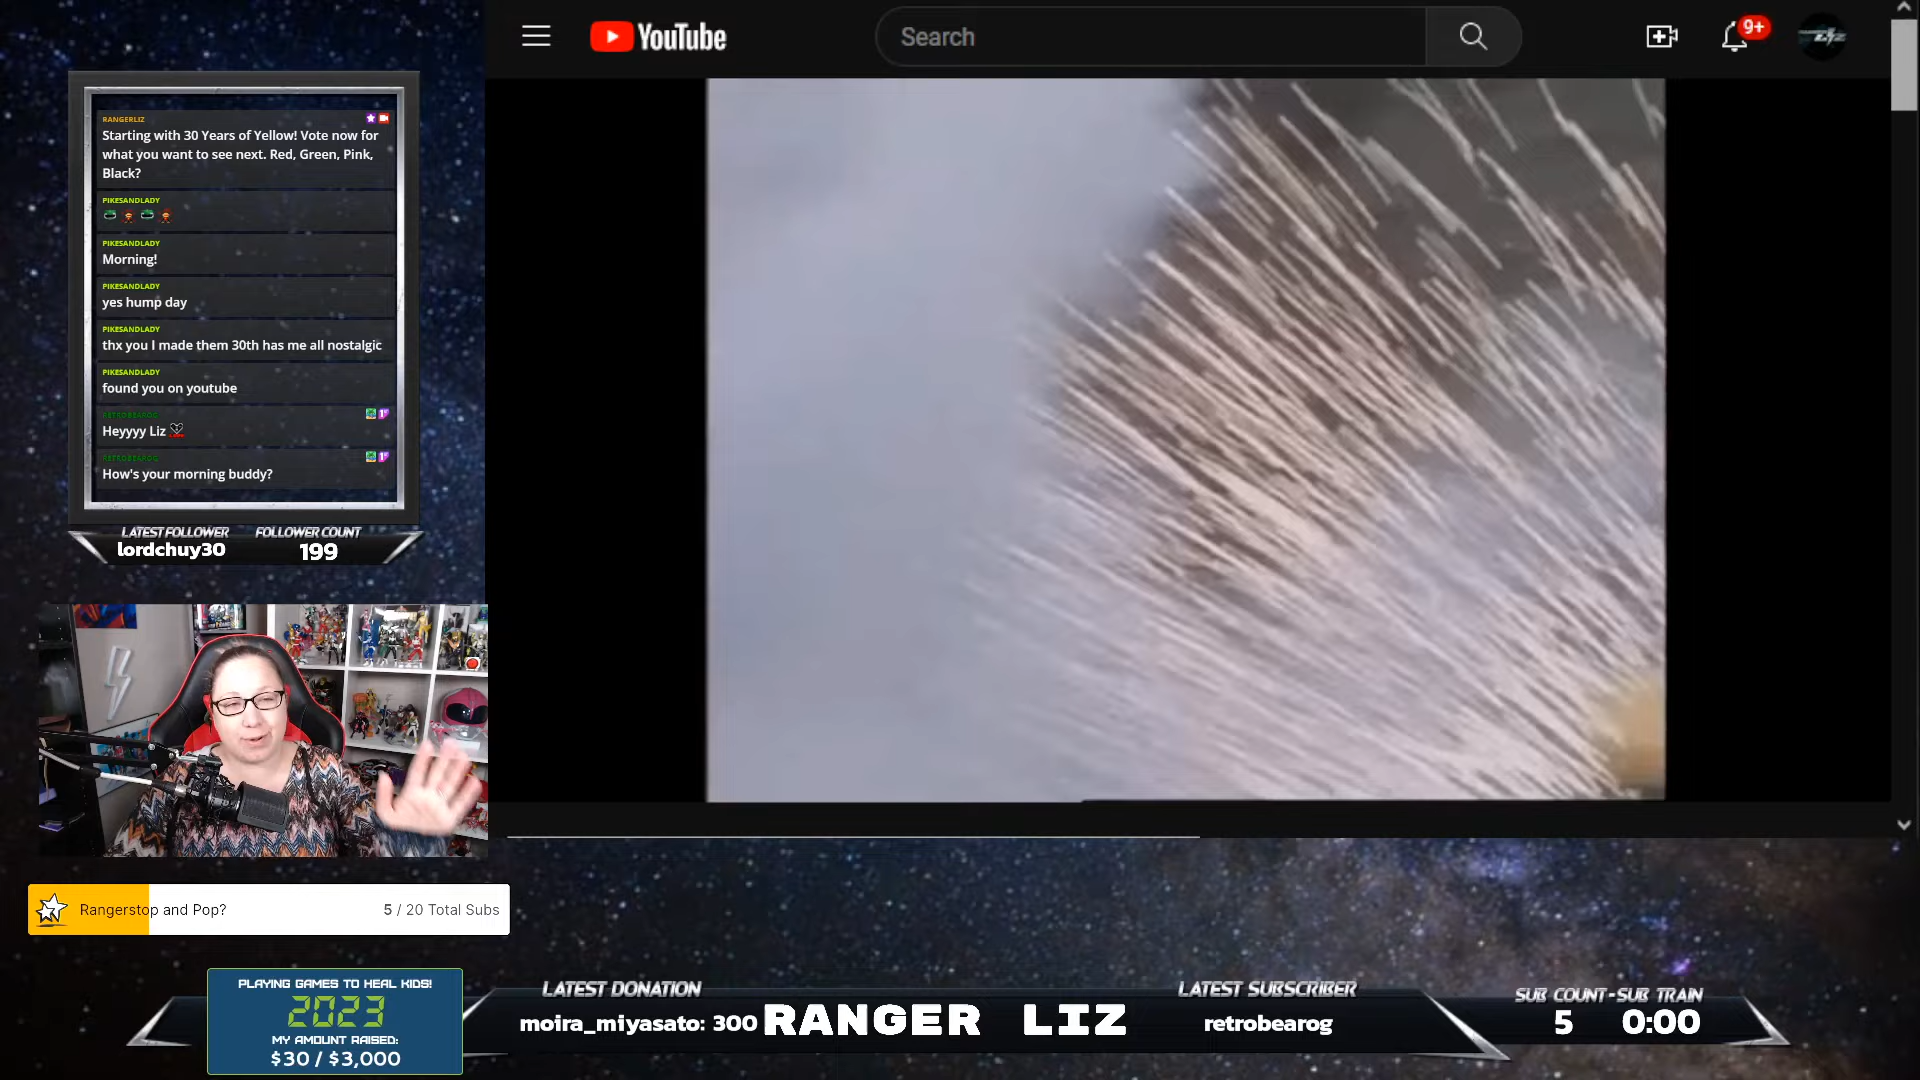 YouTube
Search
9+
RANGERLIZ
Starting with 30 Years of Yellow! Vote now for
what you want to see next. Red, Green, Pink,
Black?
PIKESANDLADY
PIKESANDLADY
Morning!
PIKESANDLADY
yes hump day
PIKESANDLADY
thx you I made them 30th has me all nostalgic
PIKESANDLADY
found you on youtube
RETROBEAROG
Heyyyy Liz
RETROBEAROG
How's your morning buddy?
LATEST FOLLOWER FOLLOWER COUNT
lordchuy30 199
Rangerstop and Pop? 5 / 20 Total Subs
PLAYING GAMES TO HEAL KIDS!
2023
MY AMOUNT RAISED:
$30 / $3,000
LATEST DONATION
moira_miyasato: 300
RANGER LIZ
LATEST SUBSCRIBER
retrobearog
SUB COUNT-SUB TRAIN
5 0:00